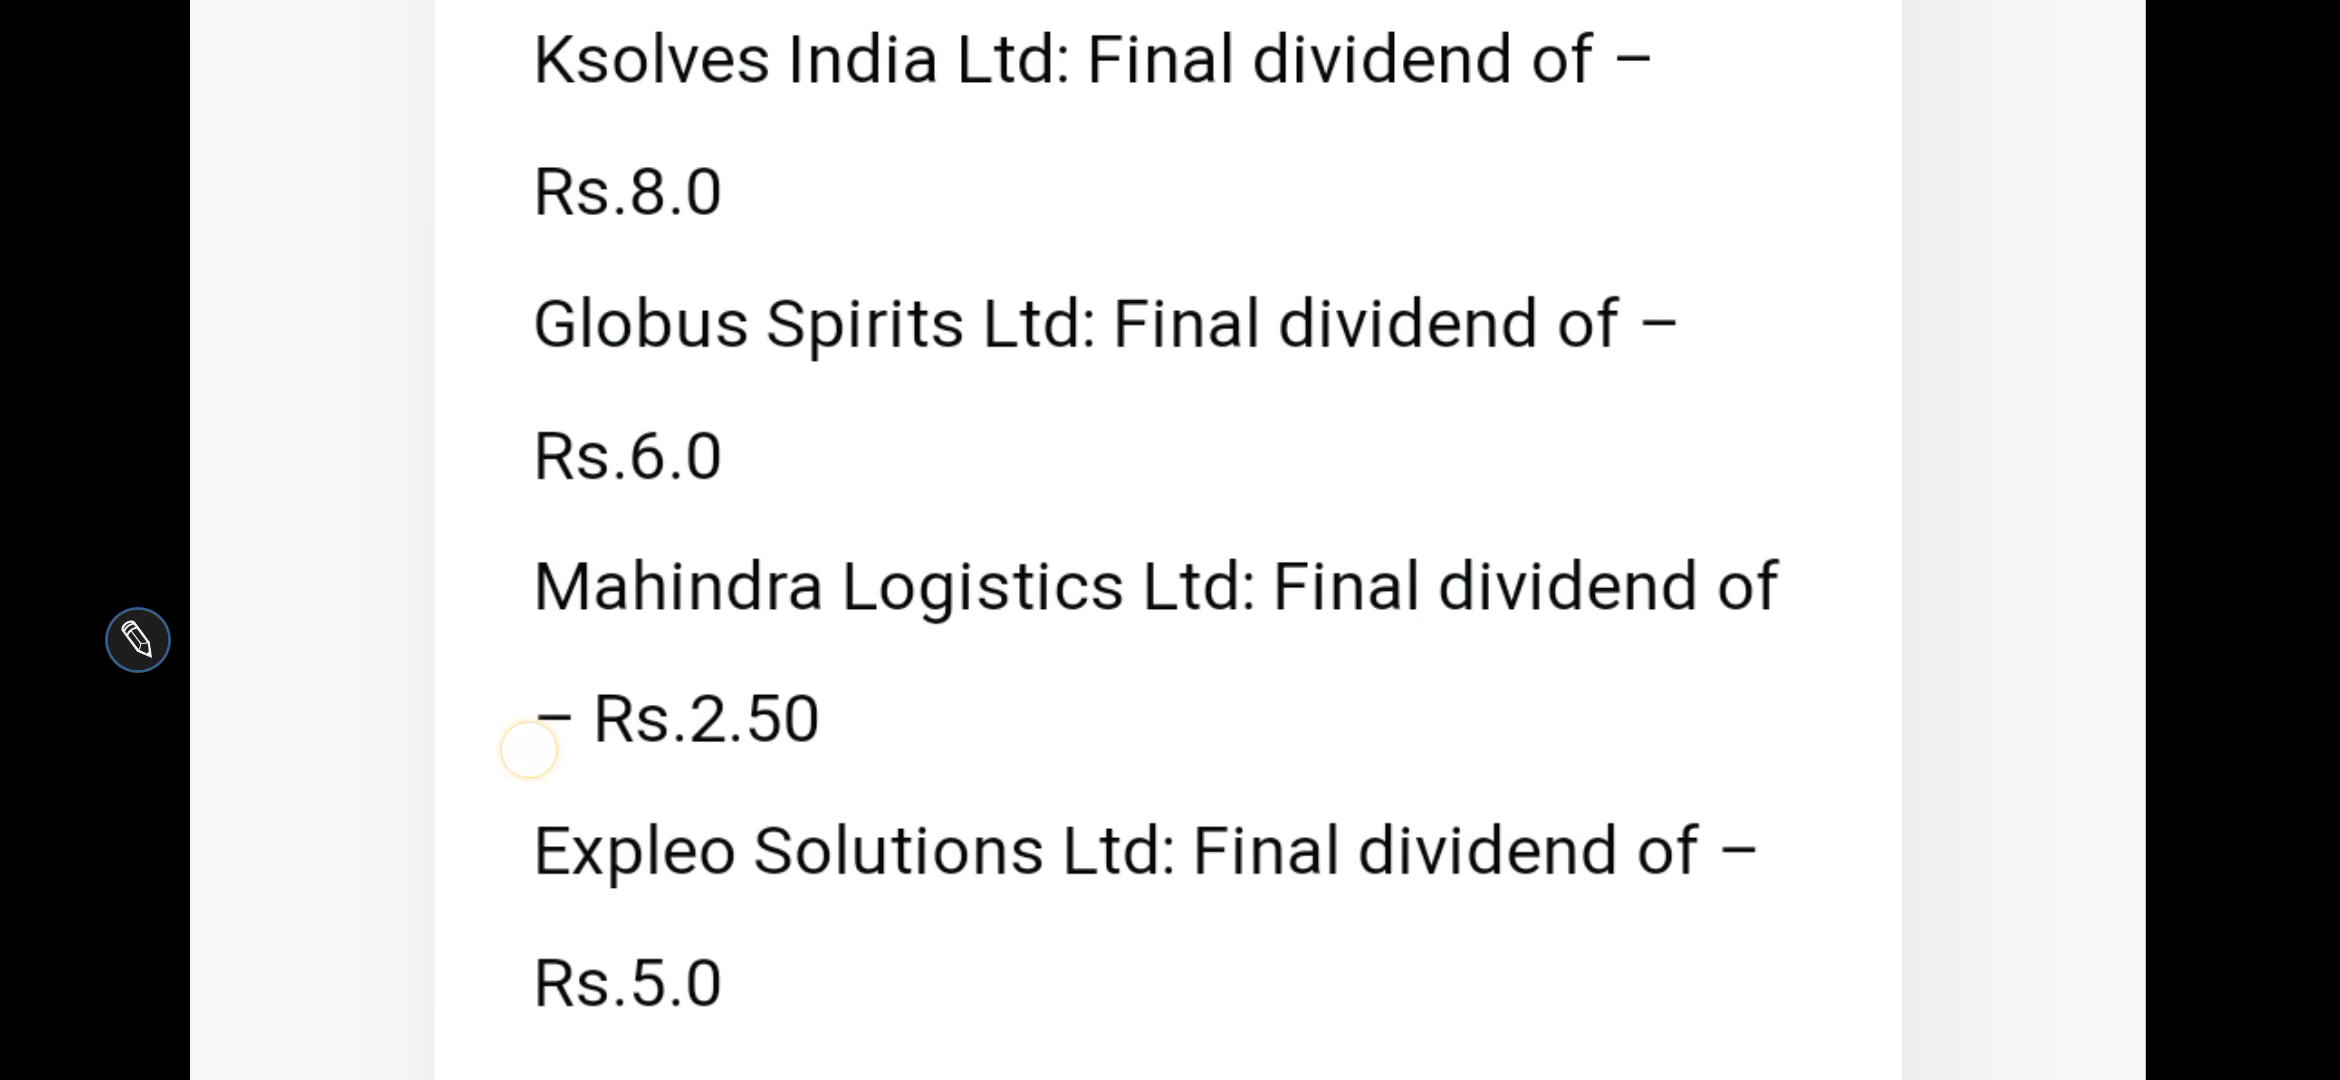 Ksolves India Ltd: Final dividend of –
Rs.8.0
Globus Spirits Ltd: Final dividend of –
Rs.6.0
Mahindra Logistics Ltd: Final dividend of
– Rs.2.50
Expleo Solutions Ltd: Final dividend of –
Rs.5.0